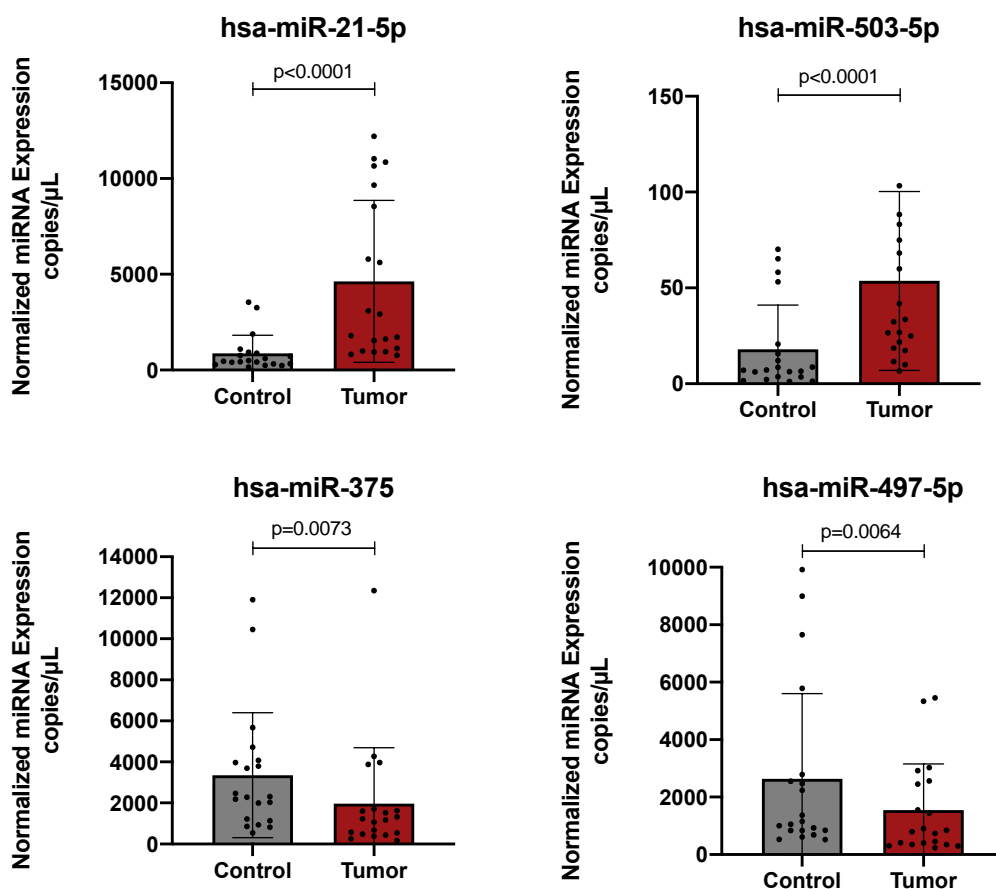 hsa-miR-21-5p
p<0.0001
Normalized miRNA Expression
copies/µL
15000
10000
5000
0
Control
Tumor
hsa-miR-503-5p
p<0.0001
Normalized miRNA Expression
copies/µL
150
100
50
0
Control
Tumor
hsa-miR-375
p=0.0073
Normalized miRNA Expression
copies/µL
14000
12000
10000
8000
6000
4000
2000
0
Control
Tumor
hsa-miR-497-5p
p=0.0064
Normalized miRNA Expression
copies/µL
10000
8000
6000
4000
2000
0
Control
Tumor